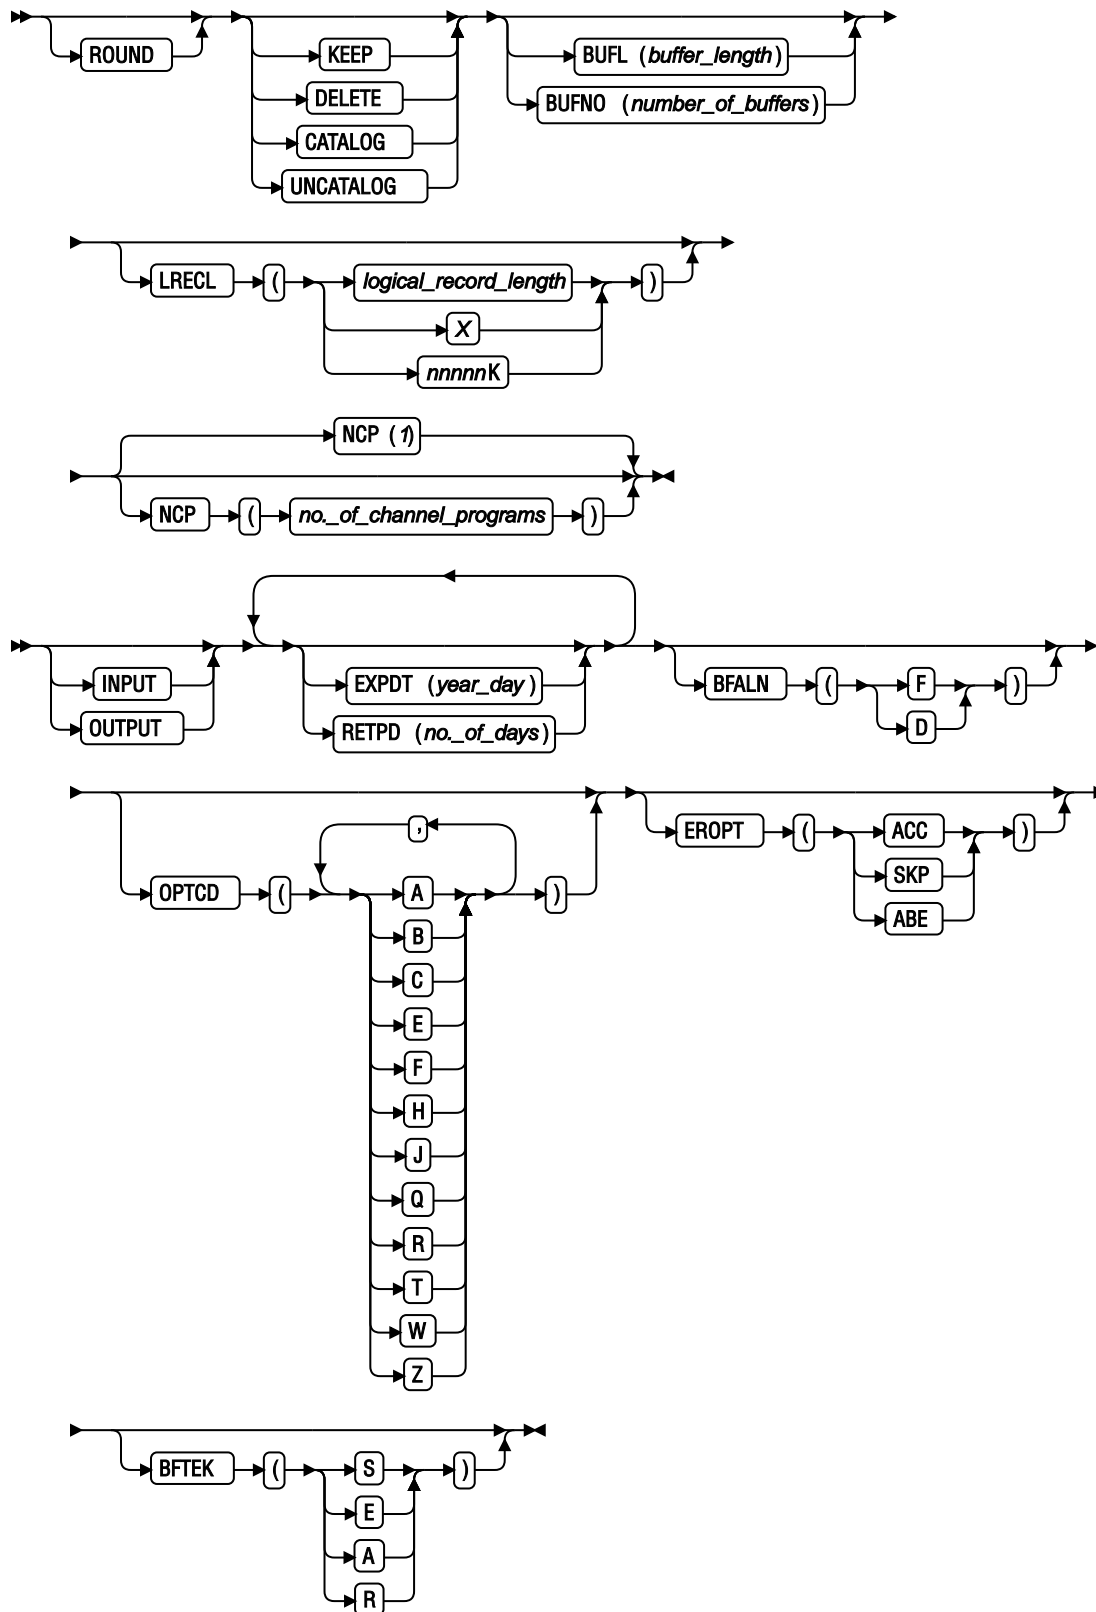 ROUND
KEEP
DELETE
CATALOG
UNCATALOG
BUFL (buffer_length)
BUFNO (number_of_buffers)
LRECL ( logical_record_length )
X
nnnnnK
NCP (1)
NCP ( no._of_channel_programs )
INPUT
OUTPUT
EXPDT (year_day)
RETPD (no._of_days)
BFALN ( F )
D
,
OPTCD ( A )
B
C
E
F
H
J
Q
R
T
W
Z
EROPT ( ACC )
SKP
ABE
BFTEK ( S )
E
A
R